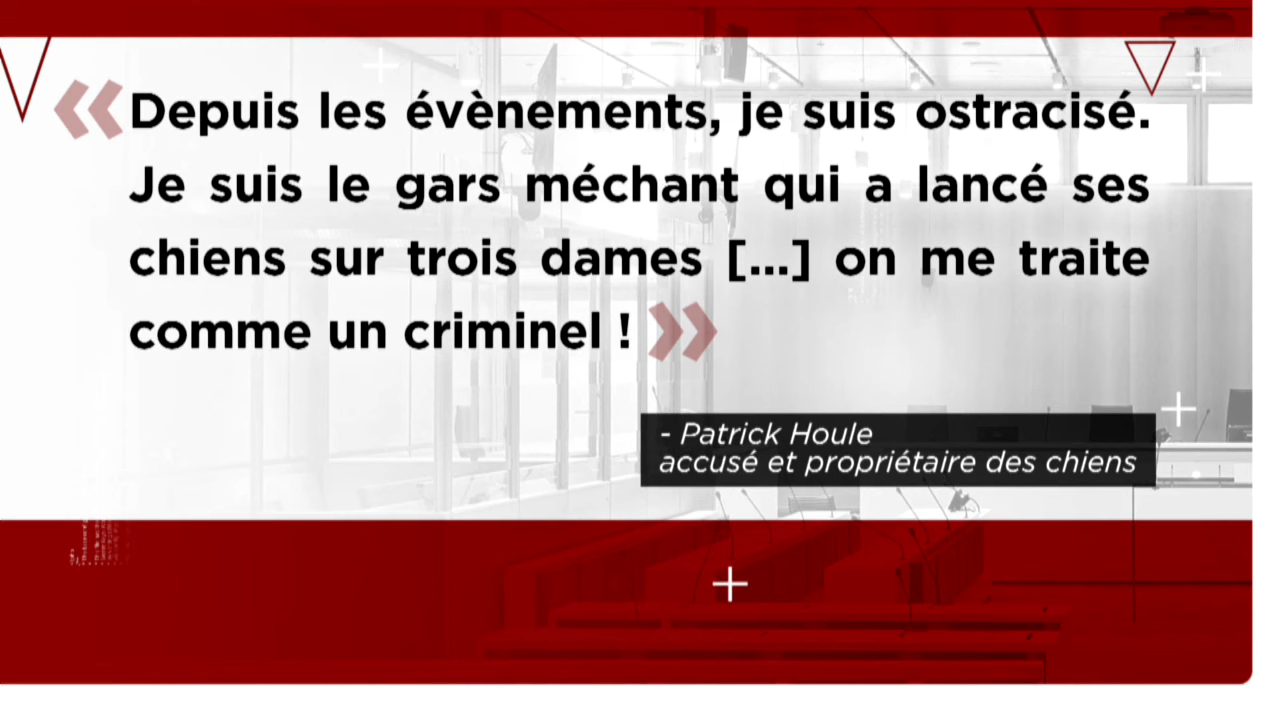 « Depuis les évènements, je suis ostracisé.
Je suis le gars méchant qui a lancé ses
chiens sur trois dames [...] on me traite
comme un criminel ! »
- Patrick Houle
accusé et propriétaire des chiens